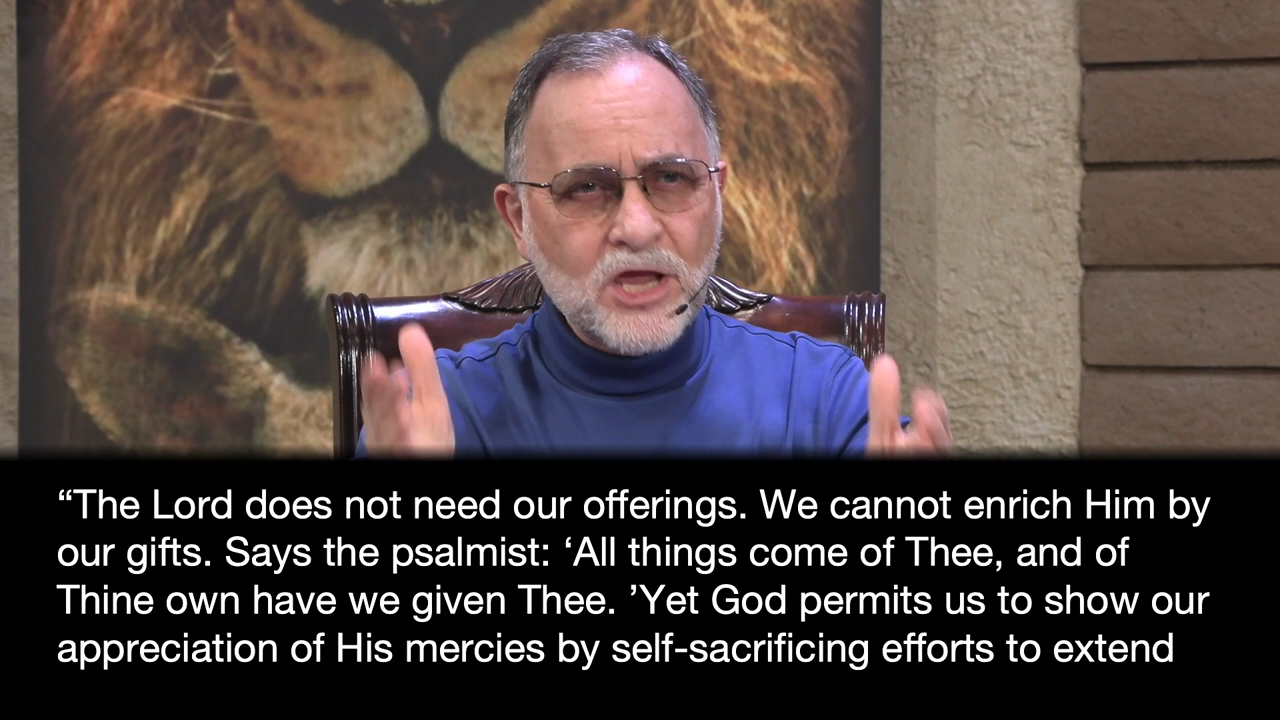 “The Lord does not need our offerings. We cannot enrich Him by
our gifts. Says the psalmist: ‘All things come of Thee, and of
Thine own have we given Thee. ’Yet God permits us to show our
appreciation of His mercies by self-sacrificing efforts to extend